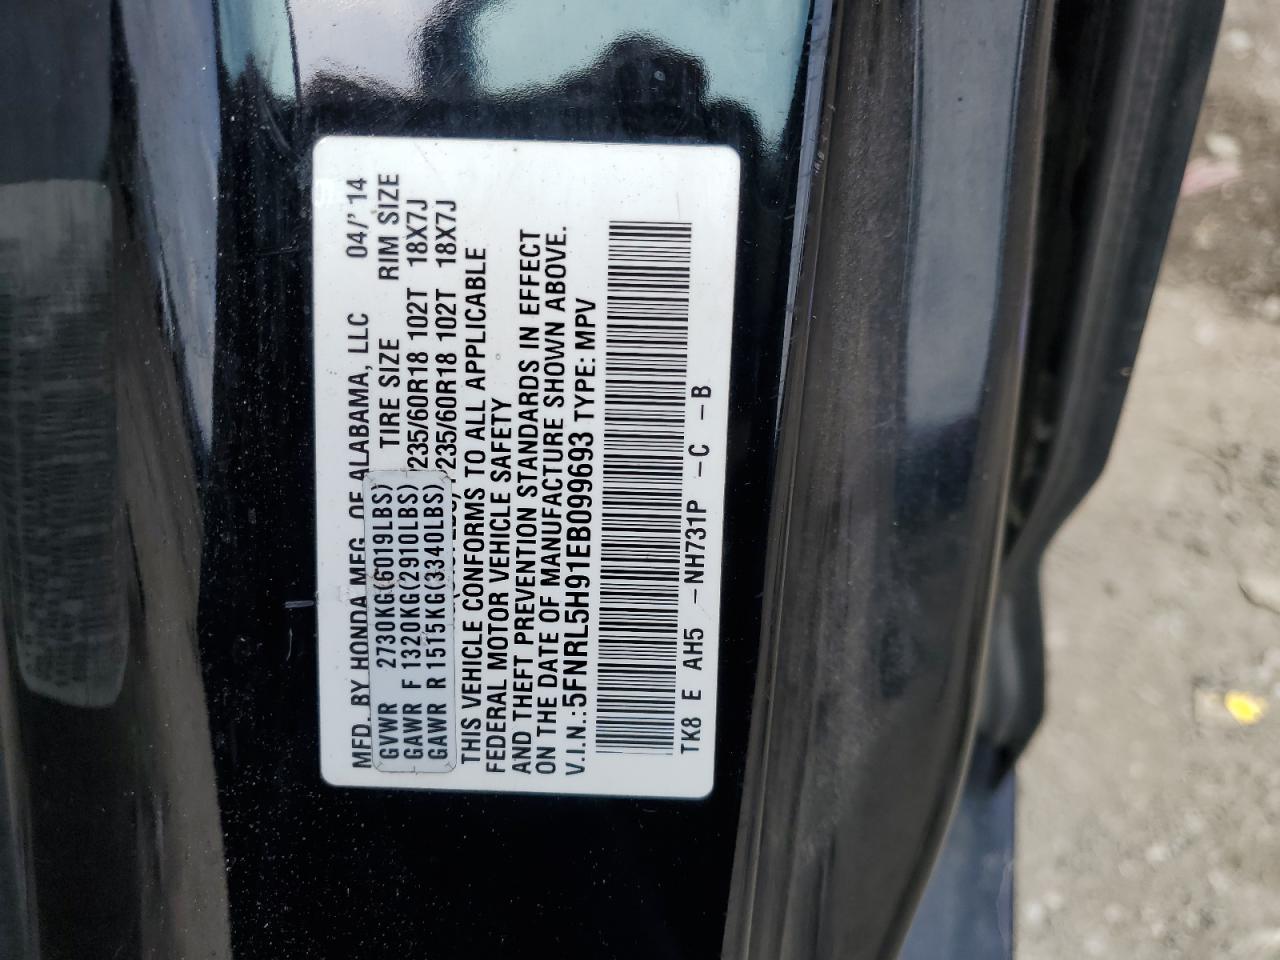 MFD. BY HONDA MFG. OF ALABAMA, LLC 04/'14
TIRE SIZE RIM SIZE
GVWR 2730KG(6019LBS)
GAWR F 1320KG(2910LBS) 235/60R18 102T 18X7J
GAWR R 1515KG(3340LBS) 235/60R18 102T 18X7J
THIS VEHICLE CONFORMS TO ALL APPLICABLE
FEDERAL MOTOR VEHICLE SAFETY
AND THEFT PREVENTION STANDARDS IN EFFECT
ON THE DATE OF MANUFACTURE SHOWN ABOVE.
V.I.N.:5FNRL5H91EB099693 TYPE: MPV
TK8 E AH5 -NH731P -C -B